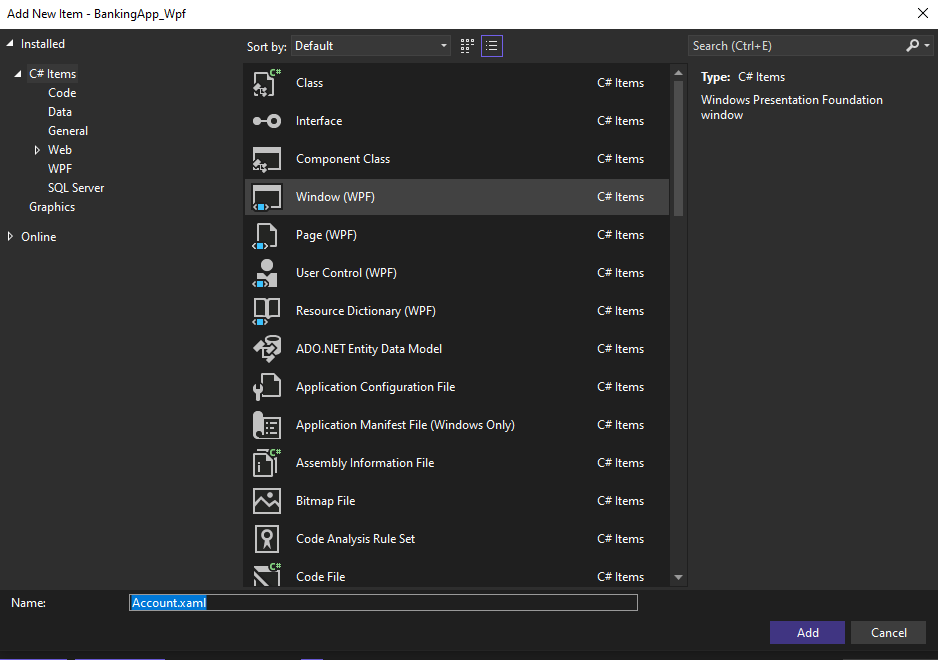 Add New Item - BankingApp_Wpf
Installed
Sort by: Default
Search (Ctrl+E)
C# Items
Code
Data
General
Web
WPF
SQL Server
Graphics
Online
C# Class C# Items
Interface C# Items
Component Class C# Items
Window (WPF) C# Items
Page (WPF) C# Items
User Control (WPF) C# Items
Resource Dictionary (WPF) C# Items
ADO.NET Entity Data Model C# Items
Application Configuration File C# Items
Application Manifest File (Windows Only) C# Items
C# Assembly Information File C# Items
Bitmap File C# Items
Code Analysis Rule Set C# Items
C# Code File C# Items
Type: C# Items
Windows Presentation Foundation
window
Name: Account.xaml
Add Cancel